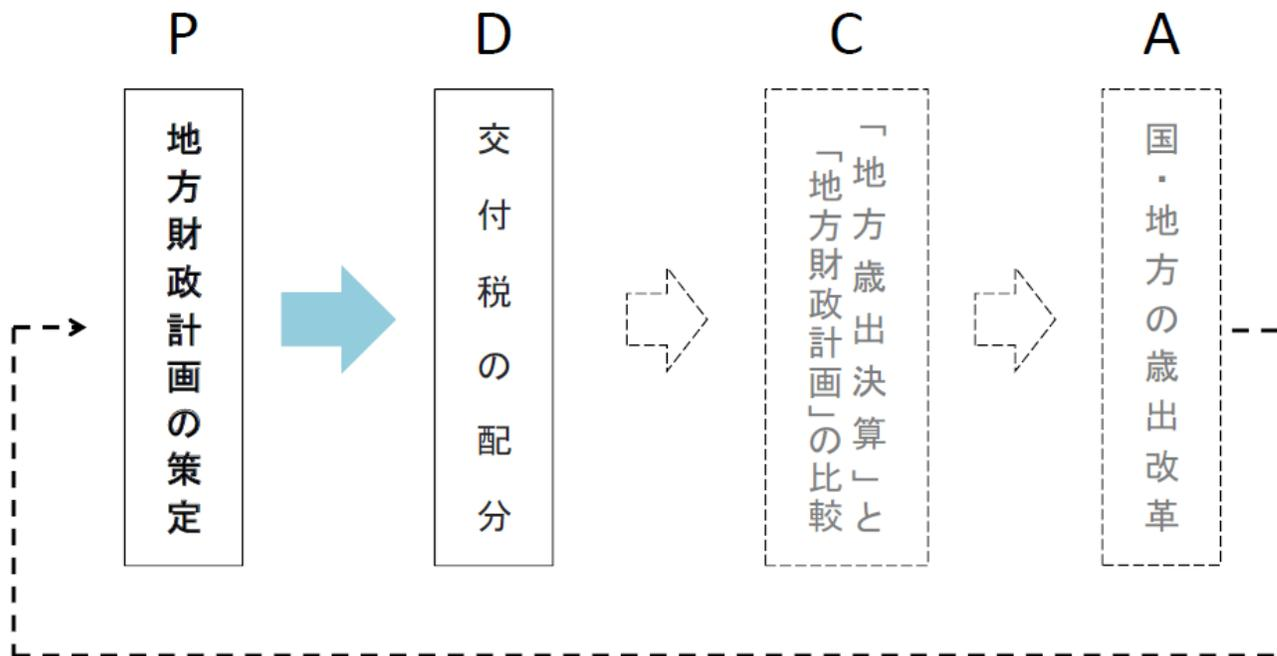 P
地方財政計画の策定
D
交付税の配分
C
「地方歳出決算」と
「地方財政計画」の比較
A
国・地方の歳出改革